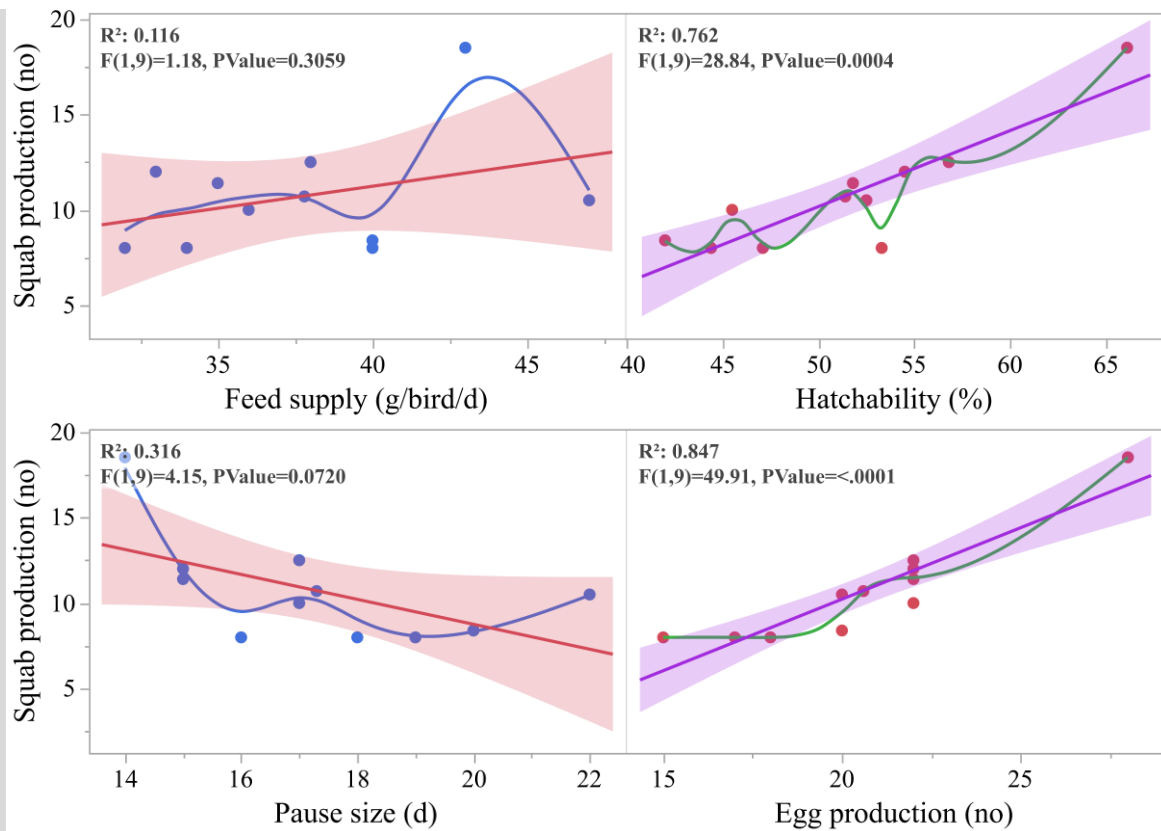 Squab production (no)
20
15
10
5
R²: 0.116
F(1,9)=1.18, PValue=0.3059
R²: 0.762
F(1,9)=28.84, PValue=0.0004
35
40
45
40
45
50
55
60
65
Feed supply (g/bird/d)
Hatchability (%)
Squab production (no)
20
15
10
5
R²: 0.316
F(1,9)=4.15, PValue=0.0720
R²: 0.847
F(1,9)=49.91, PValue=<.0001
14
16
18
20
22
15
20
25
Pause size (d)
Egg production (no)